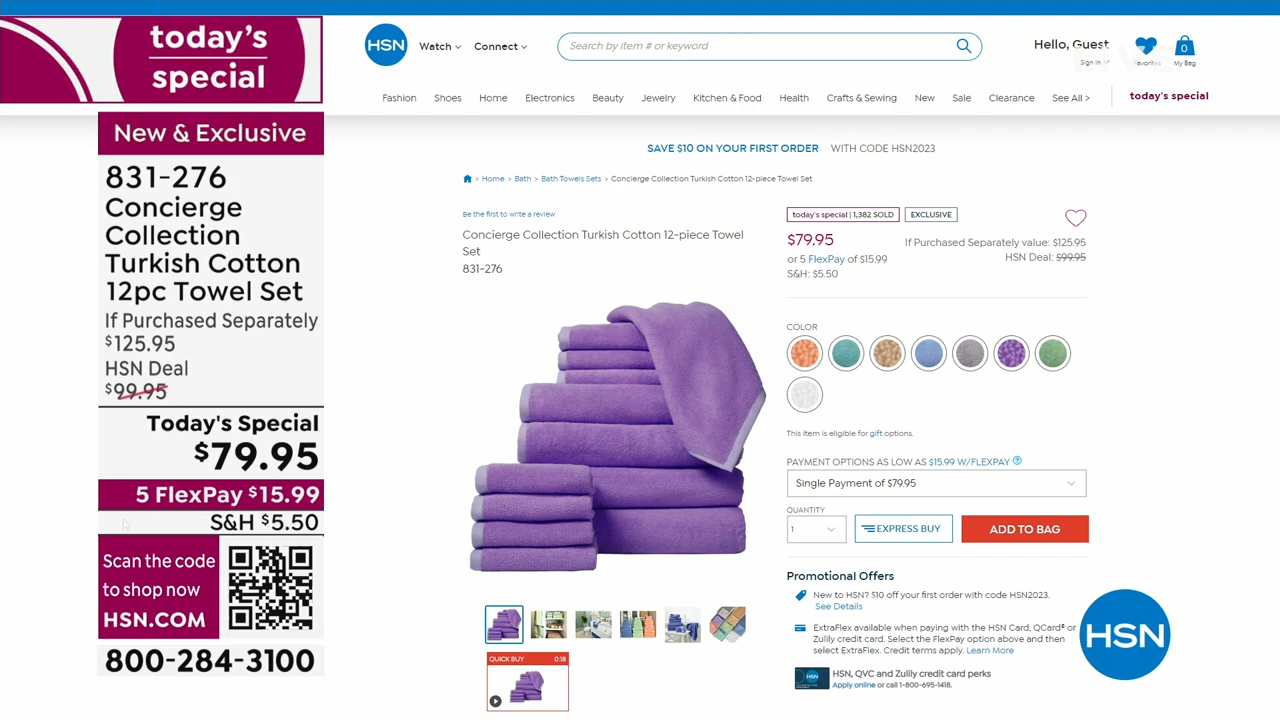 today's
special
New & Exclusive
831-276
Concierge
Collection
Turkish Cotton
12pc Towel Set
If Purchased Separately
$125.95
HSN Deal
$99.95
Today's Special
$79.95
5 FlexPay $15.99
S&H $5.50
Scan the code
to shop now
HSN.COM
800-284-3100
HSN
Watch
Connect
Search by item # or keyword
Hello, Guest
Sign In
Favorites
0
My Bag
Fashion
Shoes
Home
Electronics
Beauty
Jewelry
Kitchen & Food
Health
Crafts & Sewing
New
Sale
Clearance
See All >
today's special
SAVE $10 ON YOUR FIRST ORDER WITH CODE HSN2023
Home > Bath > Bath Towels Sets > Concierge Collection Turkish Cotton 12-piece Towel Set
Be the first to write a review
Concierge Collection Turkish Cotton 12-piece Towel
Set
831-276
today's special | 1,382 SOLD
EXCLUSIVE
$79.95
or 5 FlexPay of $15.99
S&H: $5.50
If Purchased Separately value: $125.95
HSN Deal: $99.95
COLOR
This item is eligible for gift options.
PAYMENT OPTIONS AS LOW AS $15.99 W/FLEXPAY ?
Single Payment of $79.95
QUANTITY
1
EXPRESS BUY
ADD TO BAG
Promotional Offers
New to HSN? $10 off your first order with code HSN2023.
See Details
ExtraFlex available when paying with the HSN Card, QCard® or
Zulily credit card. Select the FlexPay option above and then
select ExtraFlex. Credit terms apply. Learn More
HSN, QVC and Zulily credit card perks
Apply online or call 1-800-695-1418.
QUICK BUY 0:18
HSN